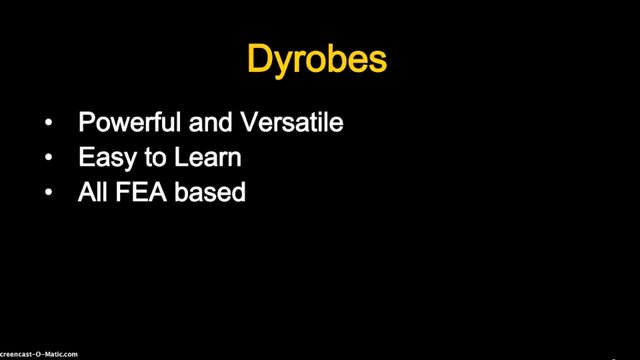 Dyrobes
• Powerful and Versatile
• Easy to Learn
• All FEA based
creencast-O-Matic.com